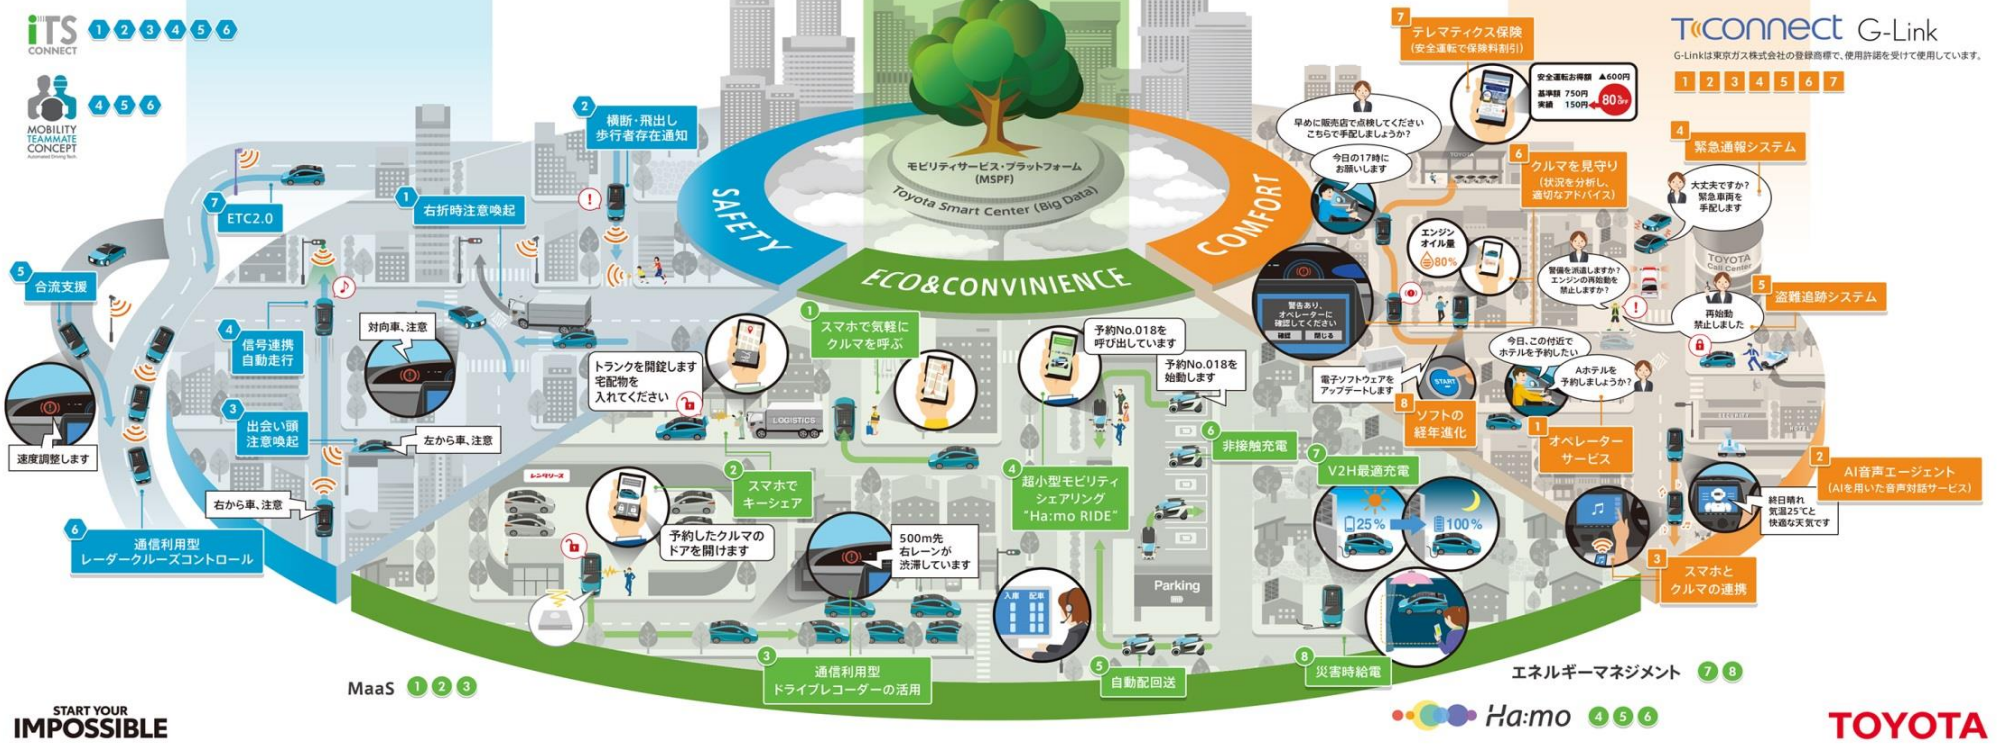 iTS
CONNECT
1 2 3 4 5 6
MOBILITY
TEAMMATE
CONCEPT
Automated Driving Tech
4 5 6
T-CONNECT G-Link
G-Linkは東京ガス株式会社の登録商標で、使用許諾を受けて使用しています。
1 2 3 4 5 6 7
モビリティサービス・プラットフォーム
(MSPF)
Toyota Smart Center (Big Data)
SAFETY
ECO&CONVINIENCE
COMFORT
1
右折時注意喚起
2
横断・飛出し
歩行者存在通知
7
ETC2.0
5
合流支援
4
信号連携
自動走行
対向車、注意
3
出会い頭
注意喚起
左から車、注意
速度調整します
右から車、注意
6
通信利用型
レーダークルーズコントロール
1
スマホで気軽に
クルマを呼ぶ
トランクを開錠します
宅配物を
入れてください
LOGISTICS
2
スマホで
キーシェア
レンタリース
予約したクルマの
ドアを開けます
500m先
右レーンが
渋滞しています
3
通信利用型
ドライブレコーダーの活用
予約No.018を
呼び出しています
予約No.018を
始動します
4
超小型モビリティ
シェアリング
"Ha:mo RIDE"
6
非接触充電
Parking
入庫 配車
5
自動配回送
7
V2H最適充電
25%
100%
8
災害時給電
7
テレマティクス保険
(安全運転で保険料割引)
安全運転お得額 ▲600円
基準額 750円
実績 150円
80%OFF
早めに販売店で点検してください
こちらで手配しましょうか?
今日の17時に
お願いします
TOYOTA
6
クルマを見守り
(状況を分析し、
適切なアドバイス)
エンジン
オイル量
80%
警告あり、
オペレーターに
確認してください
確認 閉じる
4
緊急通報システム
大丈夫ですか?
緊急車両を
手配します
TOYOTA
Call Center
警備を派遣しますか?
エンジンの再始動を
禁止しますか?
5
盗難追跡システム
再始動
禁止しました
電子ソフトウェアを
アップデートします
START
8
ソフトの
経年進化
今日、この付近で
ホテルを予約したい
Aホテルを
予約しましょうか?
1
オペレーター
サービス
SECURITY
HOTEL
2
AI音声エージェント
(AIを用いた音声対話サービス)
終日晴れ
気温25℃と
快適な天気です
3
スマホと
クルマの連携
MaaS 1 2 3
エネルギーマネジメント 7 8
Ha:mo 4 5 6
START YOUR
IMPOSSIBLE
TOYOTA